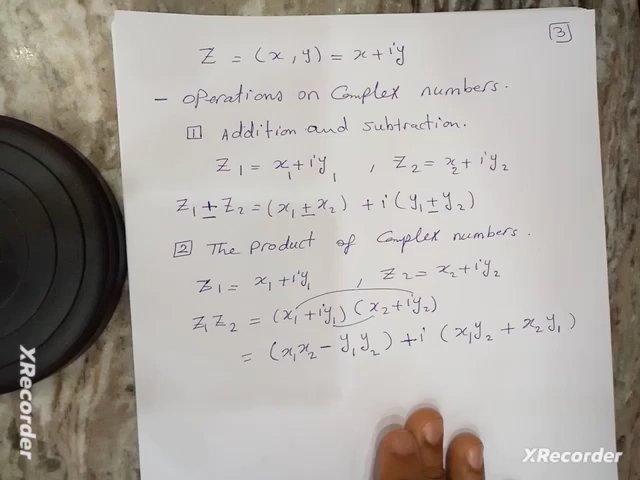 3
Z = (x, y) = x + iy
- Operations on Complex numbers.
1 Addition and subtraction.
Z1 = x1 + iy1 , Z2 = x2 + iy2
Z1 ± Z2 = (x1 ± x2) + i (y1 ± y2)
2 The product of Complex numbers.
Z1 = x1 + iy1 , Z2 = x2 + iy2
Z1Z2 = (x1 + iy1) (x2 + iy2)
= (x1x2 - y1y2) + i (x1y2 + x2y1)
XRecorder
XRecorder